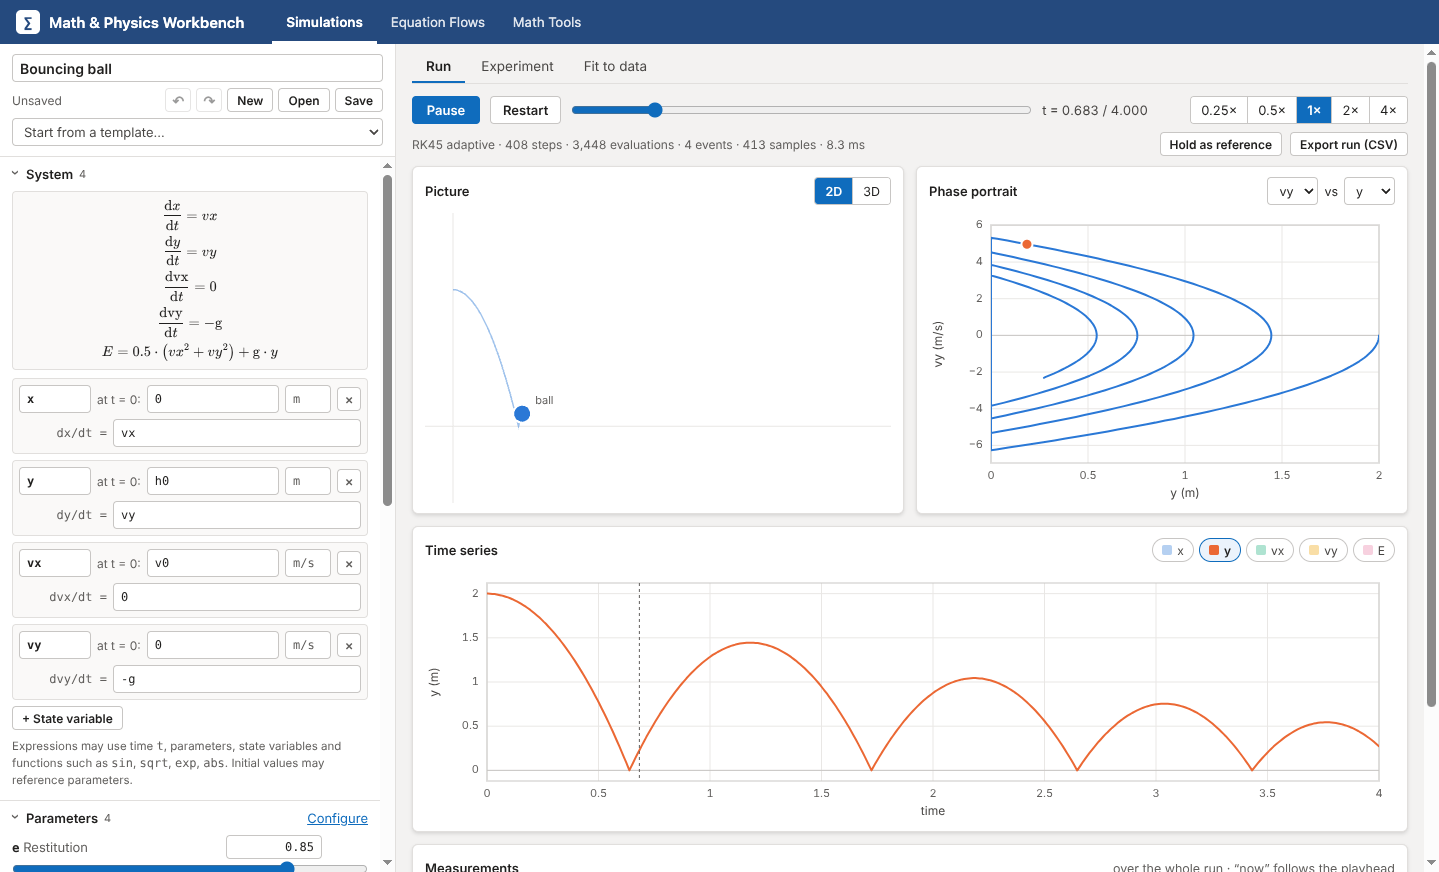 ∑ Math & Physics Workbench Simulations Equation Flows Math Tools
Bouncing ball
Unsaved ↶ ↷ New Open Save
Start from a template...
System 4
dx/dt = vx
dy/dt = vy
dvx/dt = 0
dvy/dt = −g
E = 0.5 · (vx² + vy²) + g · y
x at t = 0: 0 m ×
dx/dt = vx
y at t = 0: h0 m ×
dy/dt = vy
vx at t = 0: v0 m/s ×
dvx/dt = 0
vy at t = 0: 0 m/s ×
dvy/dt = -g
+ State variable
Expressions may use time t, parameters, state variables and
functions such as sin, sqrt, exp, abs. Initial values may
reference parameters.
Parameters 4 Configure
e Restitution 0.85
Run Experiment Fit to data
Pause Restart t = 0.683 / 4.000 0.25× 0.5× 1× 2× 4×
RK45 adaptive · 408 steps · 3,448 evaluations · 4 events · 413 samples · 8.3 ms Hold as reference Export run (CSV)
Picture 2D 3D
ball
Phase portrait vy vs y
6
4
2
0
−2
−4
−6
vy (m/s)
0 0.5 1 1.5 2
y (m)
Time series x y vx vy E
2
1.5
1
0.5
0
y (m)
0 0.5 1 1.5 2 2.5 3 3.5 4
time
Measurements over the whole run · “now” follows the playhead